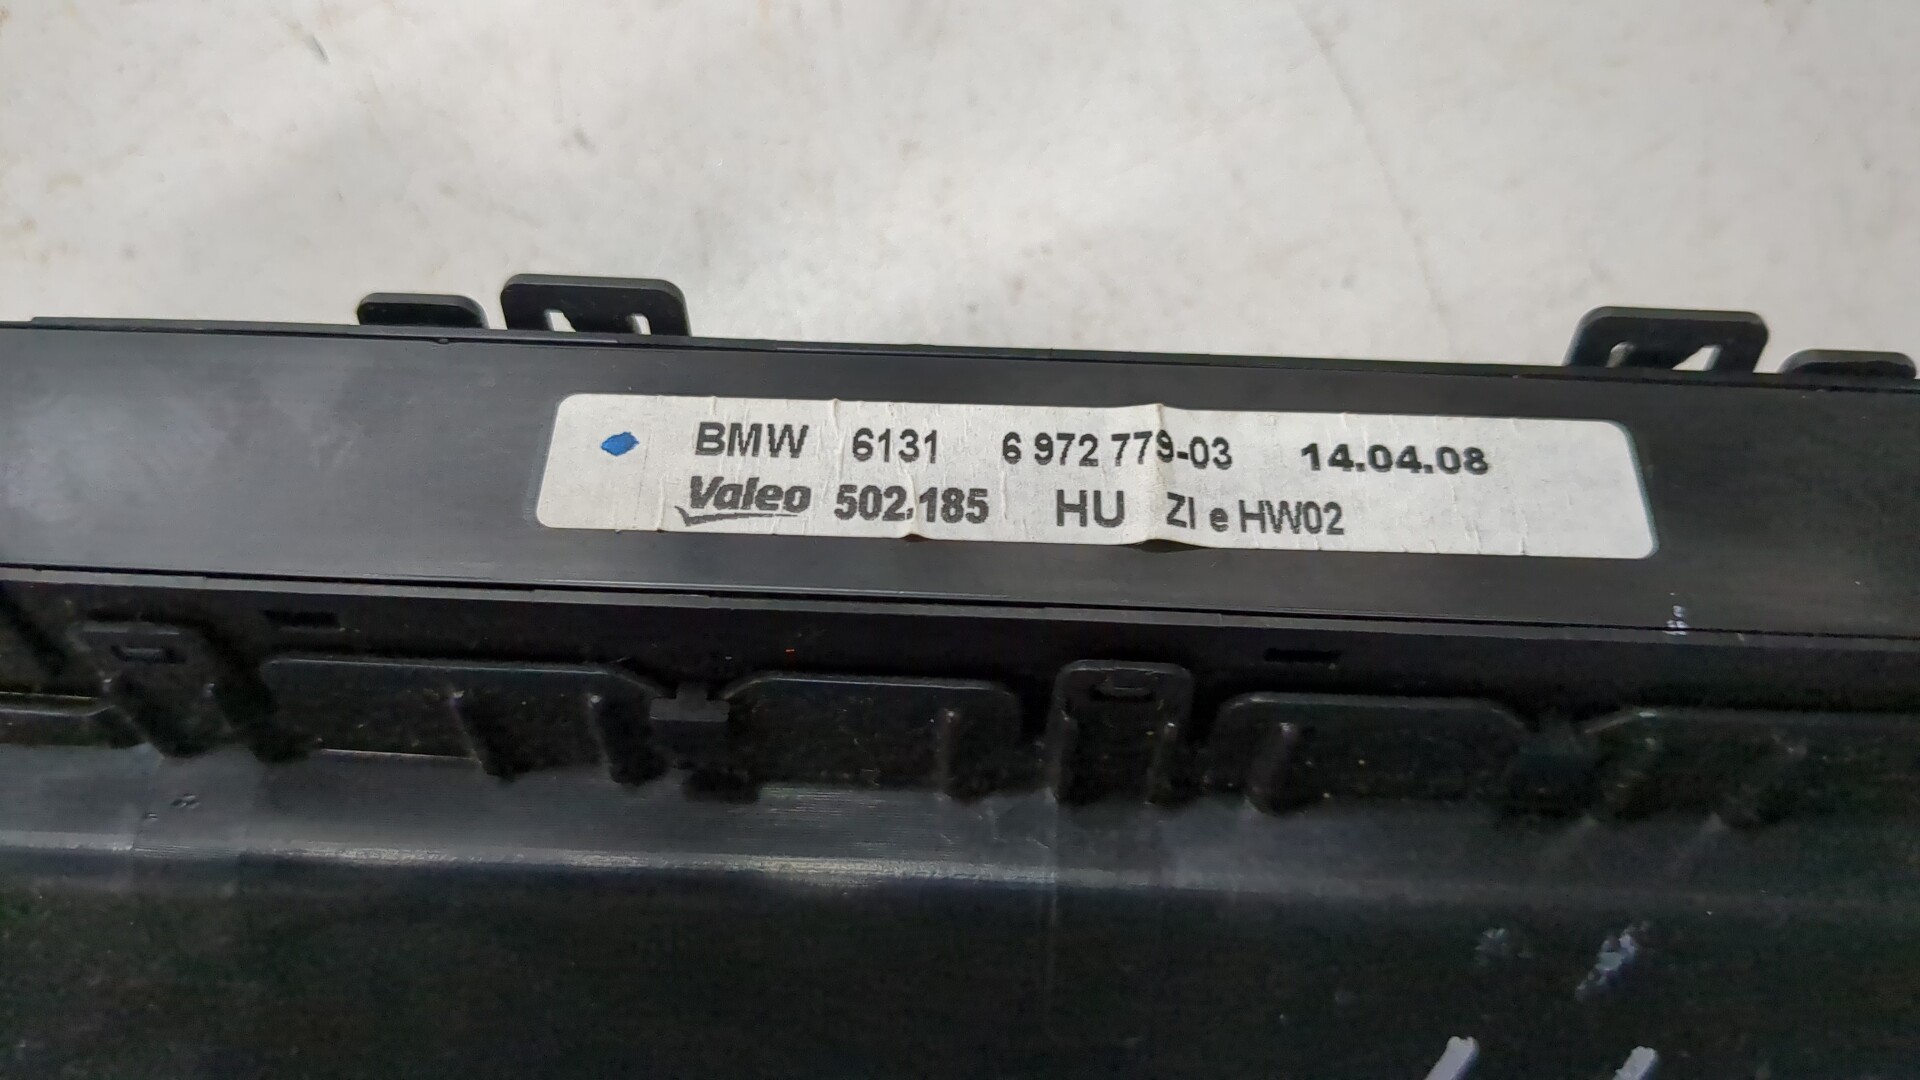 BMW 6131 6 972 779-03 14.04.08
Valeo 502.185 HU ZI e HW02